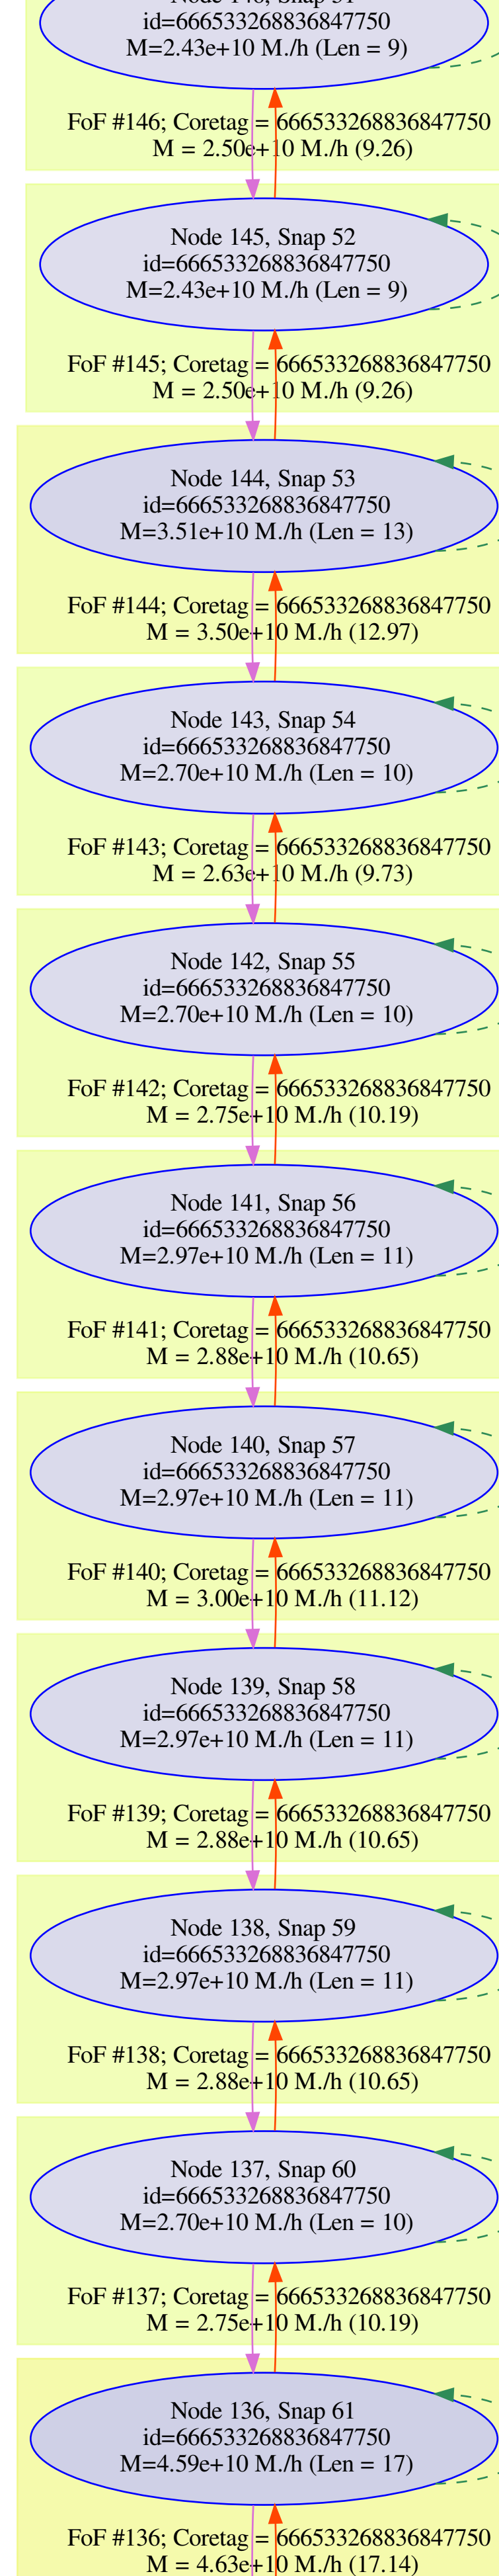 Node 146, Snap 51
id=666533268836847750
M=2.43e+10 M./h (Len = 9)
FoF #146; Coretag = 666533268836847750
M = 2.50e+10 M./h (9.26)
Node 145, Snap 52
id=666533268836847750
M=2.43e+10 M./h (Len = 9)
FoF #145; Coretag = 666533268836847750
M = 2.50e+10 M./h (9.26)
Node 144, Snap 53
id=666533268836847750
M=3.51e+10 M./h (Len = 13)
FoF #144; Coretag = 666533268836847750
M = 3.50e+10 M./h (12.97)
Node 143, Snap 54
id=666533268836847750
M=2.70e+10 M./h (Len = 10)
FoF #143; Coretag = 666533268836847750
M = 2.63e+10 M./h (9.73)
Node 142, Snap 55
id=666533268836847750
M=2.70e+10 M./h (Len = 10)
FoF #142; Coretag = 666533268836847750
M = 2.75e+10 M./h (10.19)
Node 141, Snap 56
id=666533268836847750
M=2.97e+10 M./h (Len = 11)
FoF #141; Coretag = 666533268836847750
M = 2.88e+10 M./h (10.65)
Node 140, Snap 57
id=666533268836847750
M=2.97e+10 M./h (Len = 11)
FoF #140; Coretag = 666533268836847750
M = 3.00e+10 M./h (11.12)
Node 139, Snap 58
id=666533268836847750
M=2.97e+10 M./h (Len = 11)
FoF #139; Coretag = 666533268836847750
M = 2.88e+10 M./h (10.65)
Node 138, Snap 59
id=666533268836847750
M=2.97e+10 M./h (Len = 11)
FoF #138; Coretag = 666533268836847750
M = 2.88e+10 M./h (10.65)
Node 137, Snap 60
id=666533268836847750
M=2.70e+10 M./h (Len = 10)
FoF #137; Coretag = 666533268836847750
M = 2.75e+10 M./h (10.19)
Node 136, Snap 61
id=666533268836847750
M=4.59e+10 M./h (Len = 17)
FoF #136; Coretag = 666533268836847750
M = 4.63e+10 M./h (17.14)